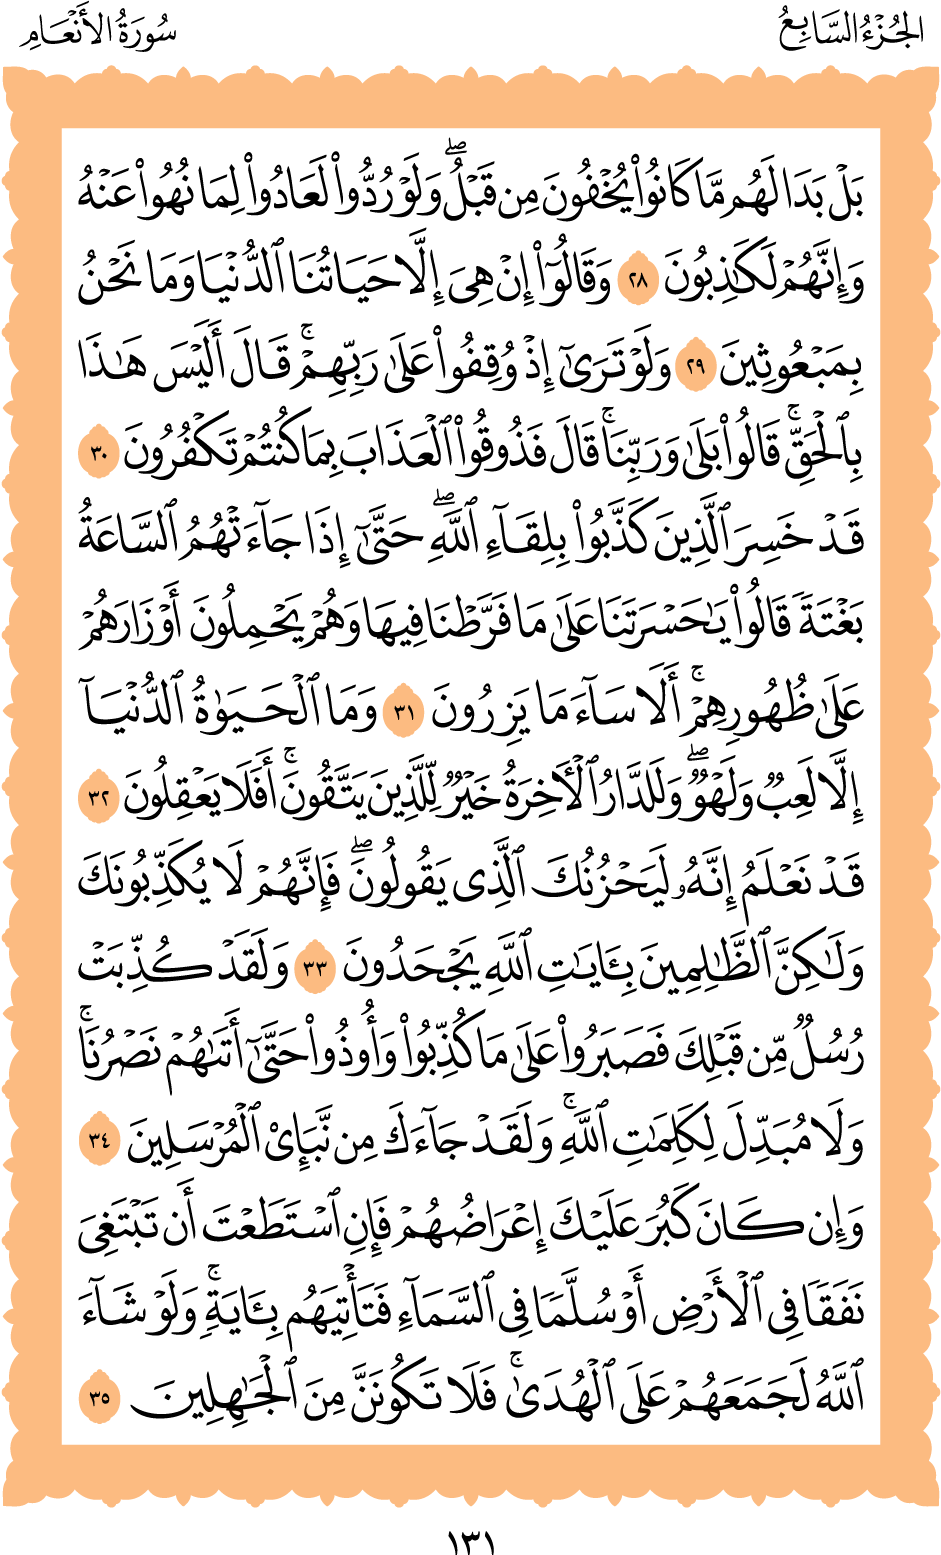 الجُزْءُ السَّابِعُ
سُورَةُ الأَنْعَامِ
بَلْ بَدَا لَهُم مَّا كَانُوا۟ يُخْفُونَ مِن قَبْلُ ۖ وَلَوْ رُدُّوا۟ لَعَادُوا۟ لِمَا نُهُوا۟ عَنْهُ
وَإِنَّهُمْ لَكَـٰذِبُونَ ٢٨ وَقَالُوٓا۟ إِنْ هِىَ إِلَّا حَيَاتُنَا ٱلدُّنْيَا وَمَا نَحْنُ
بِمَبْعُوثِينَ ٢٩ وَلَوْ تَرَىٰٓ إِذْ وُقِفُوا۟ عَلَىٰ رَبِّهِمْ ۚ قَالَ أَلَيْسَ هَـٰذَا
بِٱلْحَقِّ ۚ قَالُوا۟ بَلَىٰ وَرَبِّنَا ۚ قَالَ فَذُوقُوا۟ ٱلْعَذَابَ بِمَا كُنتُمْ تَكْفُرُونَ ٣٠
قَدْ خَسِرَ ٱلَّذِينَ كَذَّبُوا۟ بِلِقَآءِ ٱللَّهِ ۖ حَتَّىٰٓ إِذَا جَآءَتْهُمُ ٱلسَّاعَةُ
بَغْتَةً قَالُوا۟ يَـٰحَسْرَتَنَا عَلَىٰ مَا فَرَّطْنَا فِيهَا وَهُمْ يَحْمِلُونَ أَوْزَارَهُمْ
عَلَىٰ ظُهُورِهِمْ ۚ أَلَا سَآءَ مَا يَزِرُونَ ٣١ وَمَا ٱلْحَيَوٰةُ ٱلدُّنْيَآ
إِلَّا لَعِبٌ وَلَهْوٌ ۖ وَلَلدَّارُ ٱلْـَٔاخِرَةُ خَيْرٌ لِّلَّذِينَ يَتَّقُونَ ۚ أَفَلَا يَعْقِلُونَ ٣٢
قَدْ نَعْلَمُ إِنَّهُۥ لَيَحْزُنُكَ ٱلَّذِى يَقُولُونَ ۖ فَإِنَّهُمْ لَا يُكَذِّبُونَكَ
وَلَـٰكِنَّ ٱلظَّـٰلِمِينَ بِـَٔايَـٰتِ ٱللَّهِ يَجْحَدُونَ ٣٣ وَلَقَدْ كُذِّبَتْ
رُسُلٌ مِّن قَبْلِكَ فَصَبَرُوا۟ عَلَىٰ مَا كُذِّبُوا۟ وَأُوذُوا۟ حَتَّىٰٓ أَتَىٰهُمْ نَصْرُنَا ۚ
وَلَا مُبَدِّلَ لِكَلِمَـٰتِ ٱللَّهِ ۚ وَلَقَدْ جَآءَكَ مِن نَّبَإِى۟ ٱلْمُرْسَلِينَ ٣٤
وَإِن كَانَ كَبُرَ عَلَيْكَ إِعْرَاضُهُمْ فَإِنِ ٱسْتَطَعْتَ أَن تَبْتَغِىَ
نَفَقًا فِى ٱلْأَرْضِ أَوْ سُلَّمًا فِى ٱلسَّمَآءِ فَتَأْتِيَهُم بِـَٔايَةٍ ۚ وَلَوْ شَآءَ
ٱللَّهُ لَجَمَعَهُمْ عَلَى ٱلْهُدَىٰ ۚ فَلَا تَكُونَنَّ مِنَ ٱلْجَـٰهِلِينَ ٣٥
١٣١